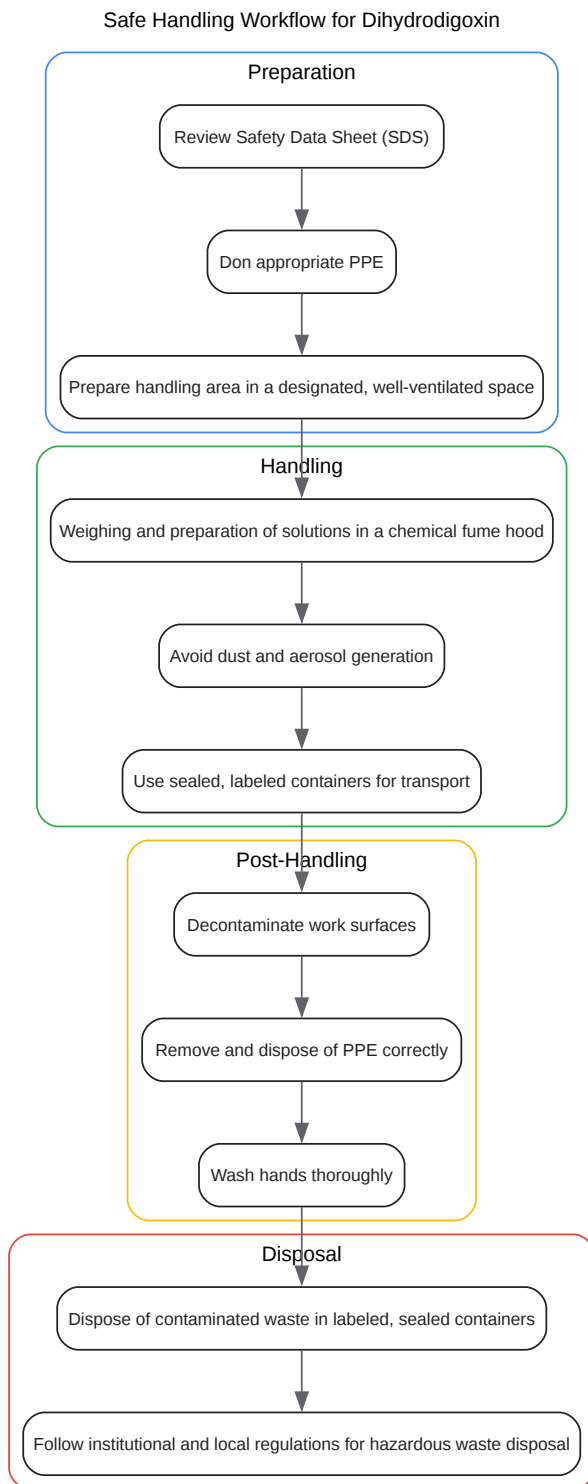 Safe Handling Workflow for Dihydrodigoxin
Preparation
Review Safety Data Sheet (SDS)
Don appropriate PPE
Prepare handling area in a designated, well-ventilated space
Handling
Weighing and preparation of solutions in a chemical fume hood
Avoid dust and aerosol generation
Use sealed, labeled containers for transport
Post-Handling
Decontaminate work surfaces
Remove and dispose of PPE correctly
Wash hands thoroughly
Disposal
Dispose of contaminated waste in labeled, sealed containers
Follow institutional and local regulations for hazardous waste disposal